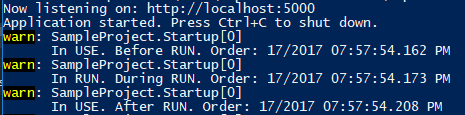 Now listening on: http://localhost:5000
Application started. Press Ctrl+C to shut down.
warn: SampleProject.Startup[0]
In USE. Before RUN. Order: 17/2017 07:57:54.162 PM
warn: SampleProject.Startup[0]
In RUN. During RUN. Order: 17/2017 07:57:54.173 PM
warn: SampleProject.Startup[0]
In USE. After RUN. Order: 17/2017 07:57:54.208 PM